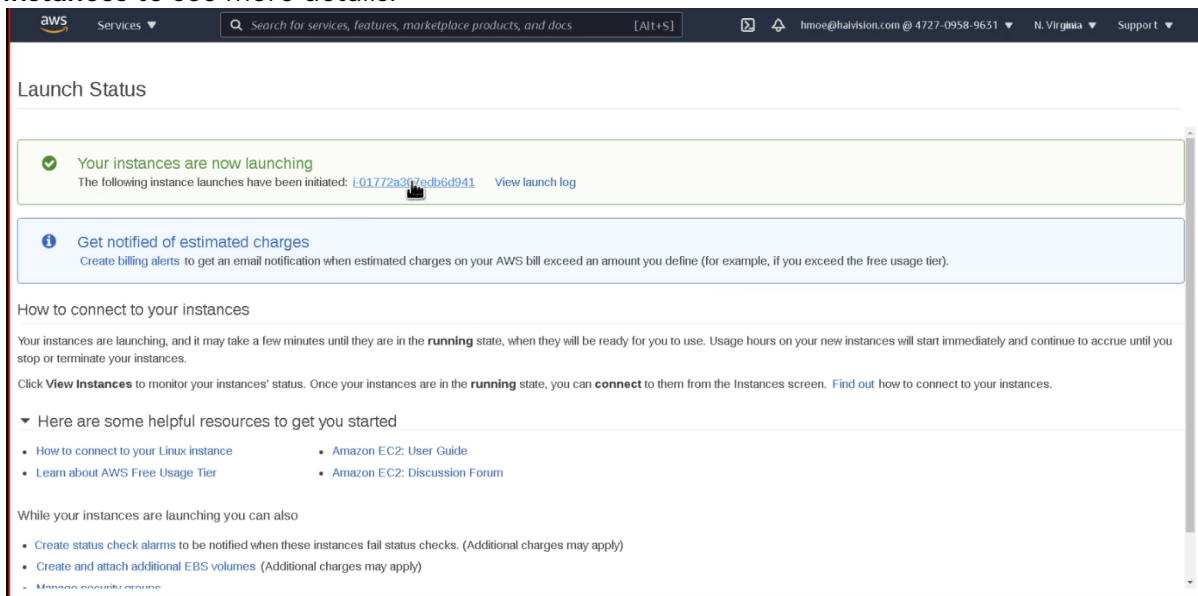 instances to see more details.
aws Services ▼ Search for services, features, marketplace products, and docs [Alt+S] hmoe@haivision.com @ 4727-0958-9631 ▼ N. Virginia ▼ Support ▼
Launch Status
Your instances are now launching
The following instance launches have been initiated: i-01772a367edb6d941 View launch log
Get notified of estimated charges
Create billing alerts to get an email notification when estimated charges on your AWS bill exceed an amount you define (for example, if you exceed the free usage tier).
How to connect to your instances
Your instances are launching, and it may take a few minutes until they are in the running state, when they will be ready for you to use. Usage hours on your new instances will start immediately and continue to accrue until you
stop or terminate your instances.
Click View Instances to monitor your instances' status. Once your instances are in the running state, you can connect to them from the Instances screen. Find out how to connect to your instances.
▼ Here are some helpful resources to get you started
• How to connect to your Linux instance • Amazon EC2: User Guide
• Learn about AWS Free Usage Tier • Amazon EC2: Discussion Forum
While your instances are launching you can also
• Create status check alarms to be notified when these instances fail status checks. (Additional charges may apply)
• Create and attach additional EBS volumes (Additional charges may apply)
• Manage security groups